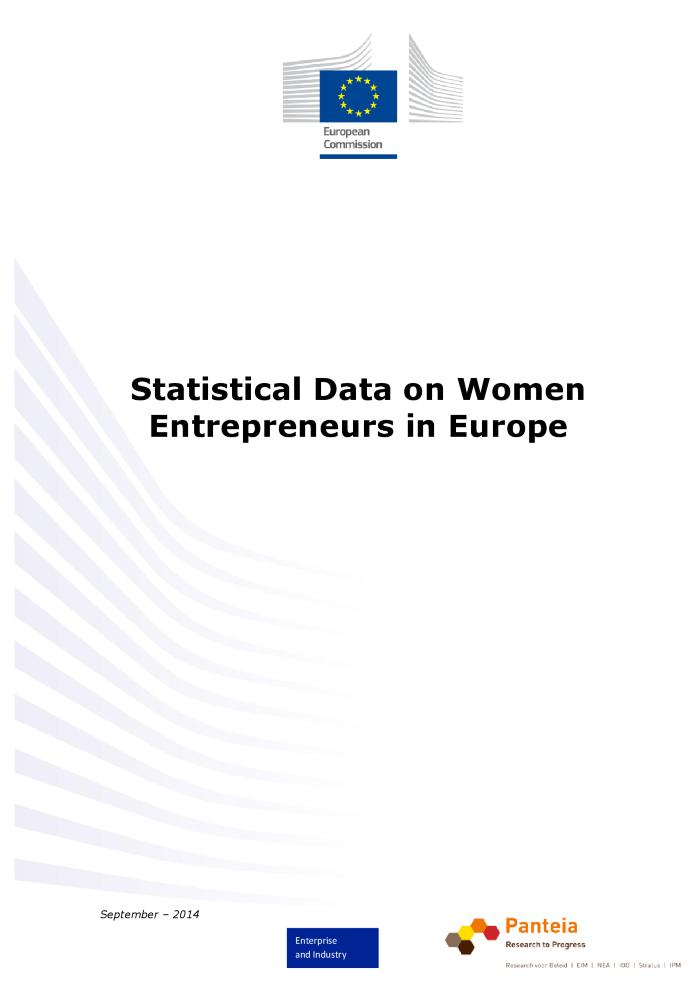 European
Commission
Statistical Data on Women
Entrepreneurs in Europe
September – 2014
Enterprise
and Industry
Panteia
Research to Progress
Research voor Beleid | EIM | NEA | IOO | Stratus | IPM